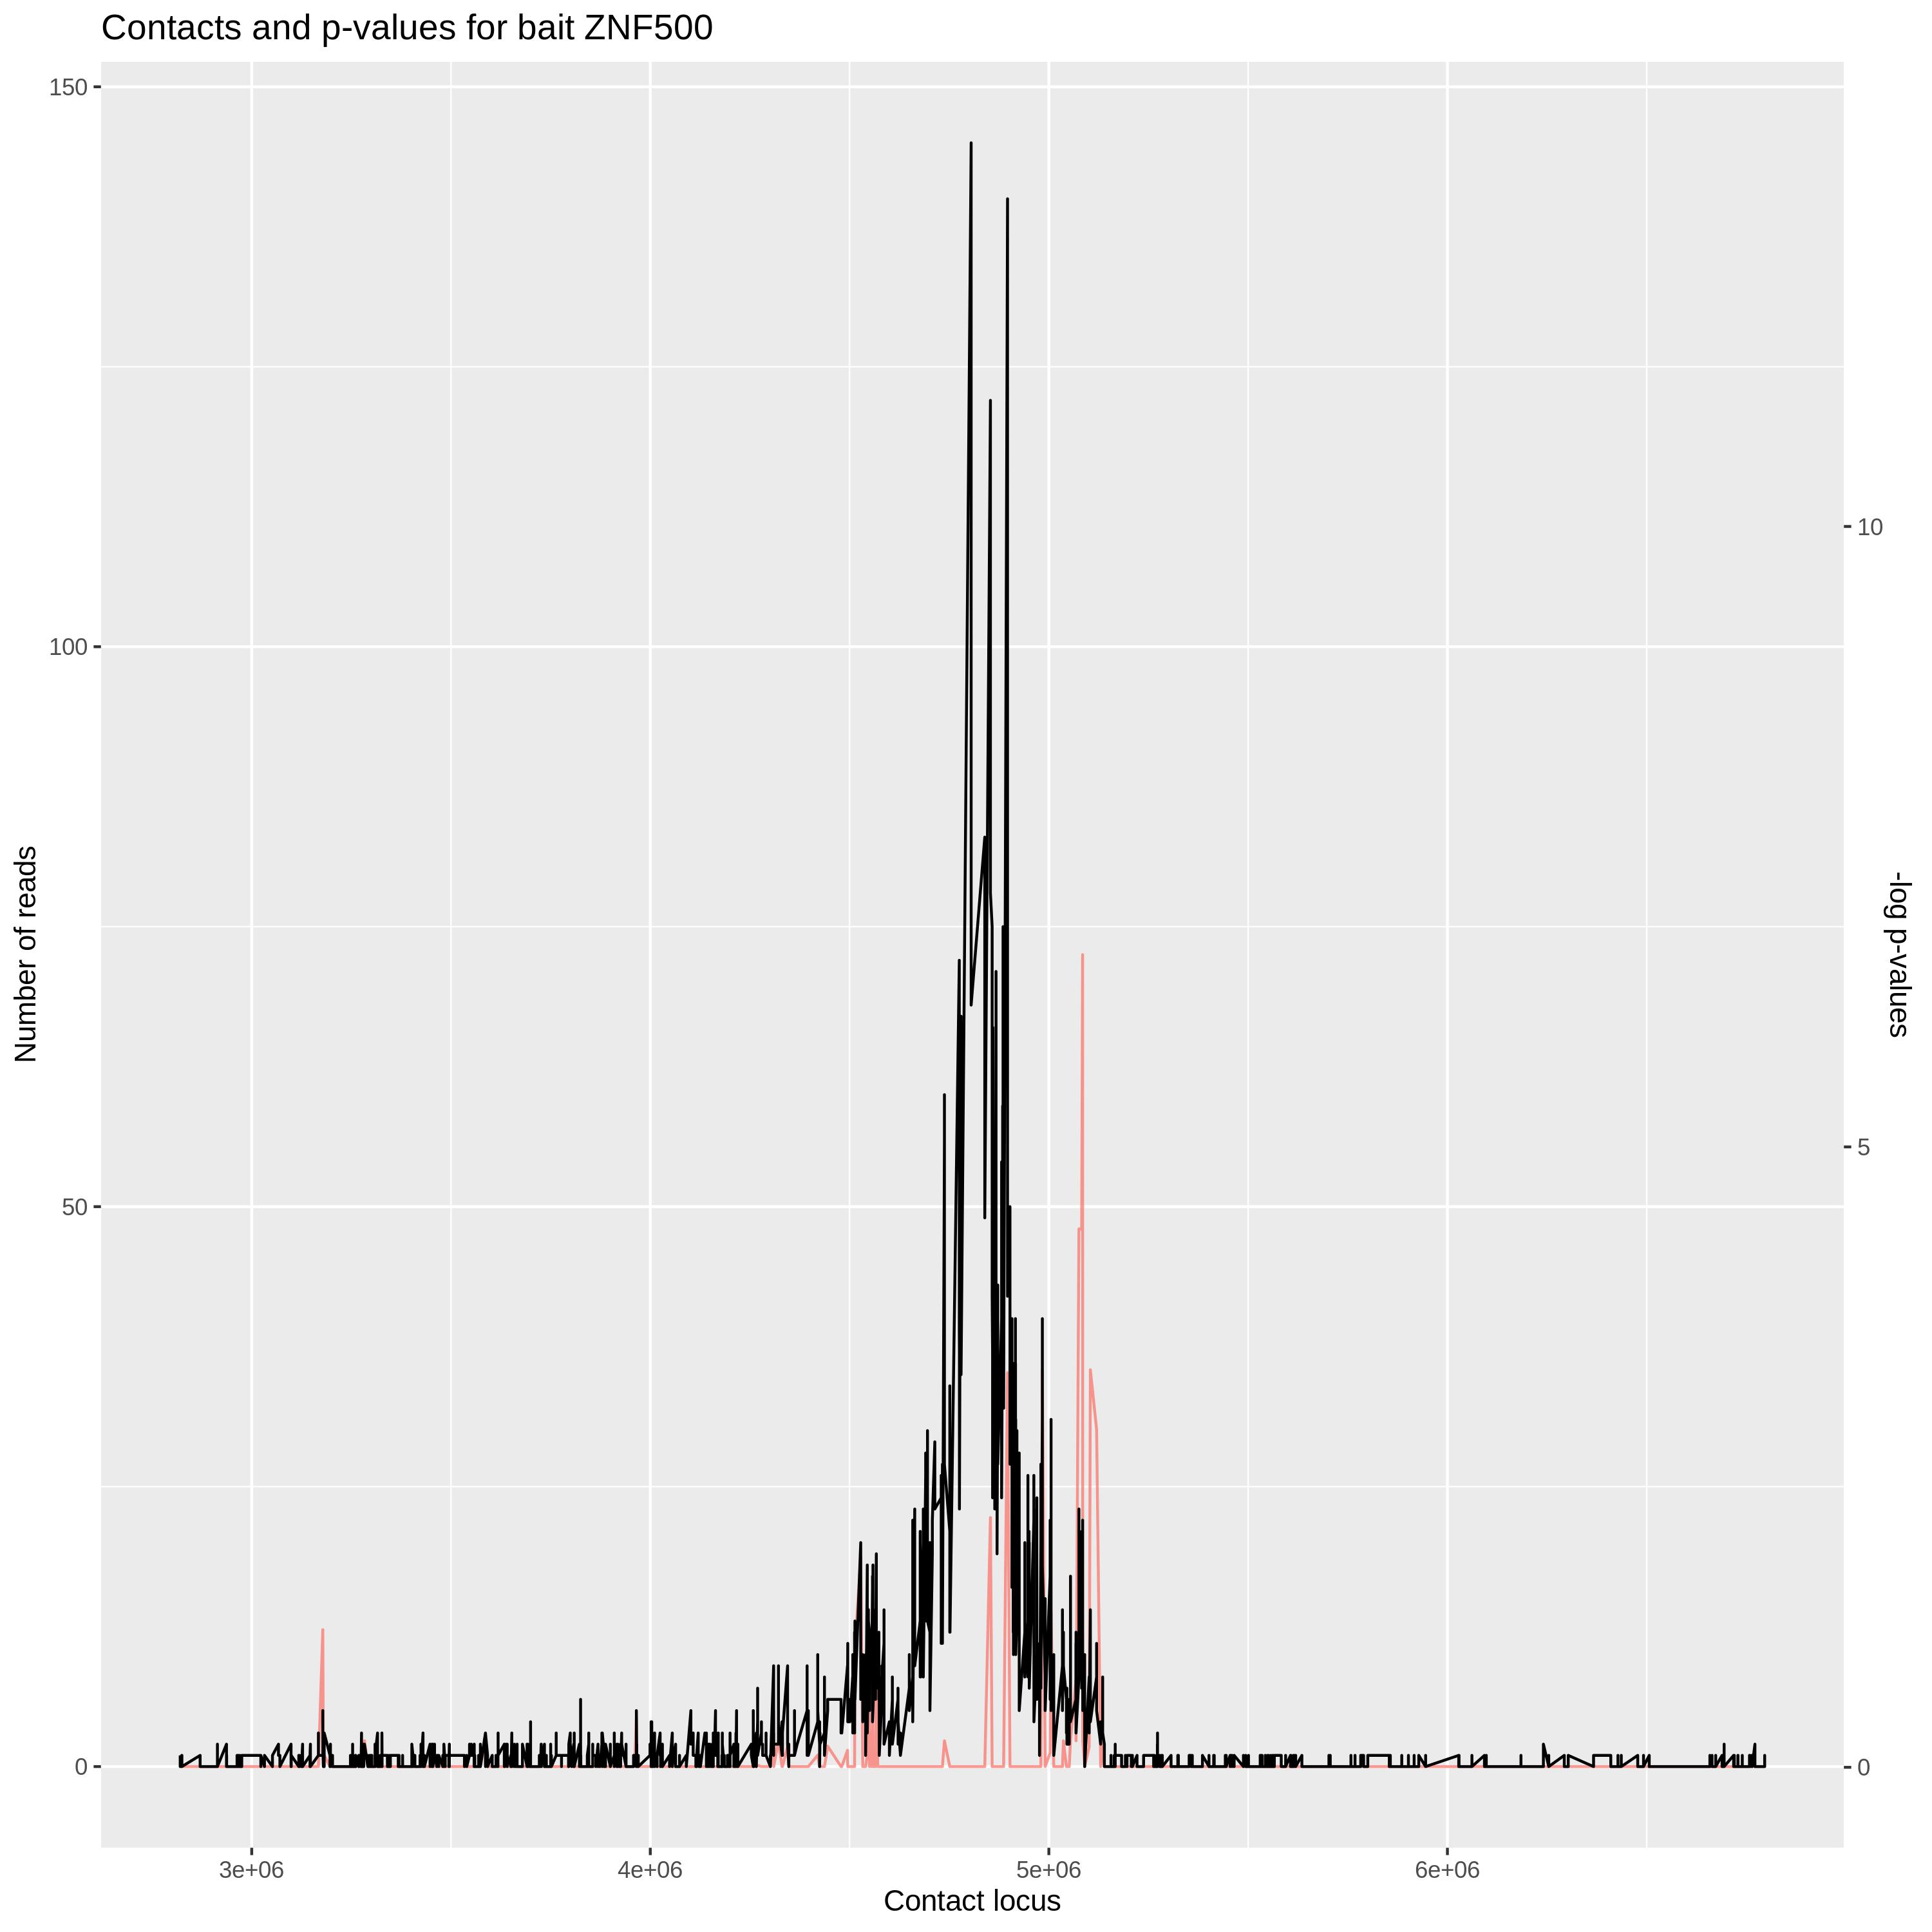 Contacts and p-values for bait ZNF500
150
100
50
0
Number of reads
10
5
0
-log p-values
3e+06
4e+06
5e+06
6e+06
Contact locus